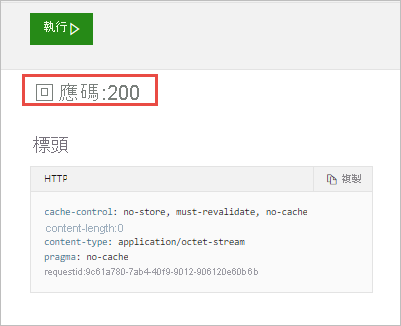 執行
回應碼:200
標頭
HTTP
複製
cache-control: no-store, must-revalidate, no-cache
content-length:0
content-type: application/octet-stream
pragma: no-cache
requestid:9c61a780-7ab4-40f9-9012-906120e60b6b